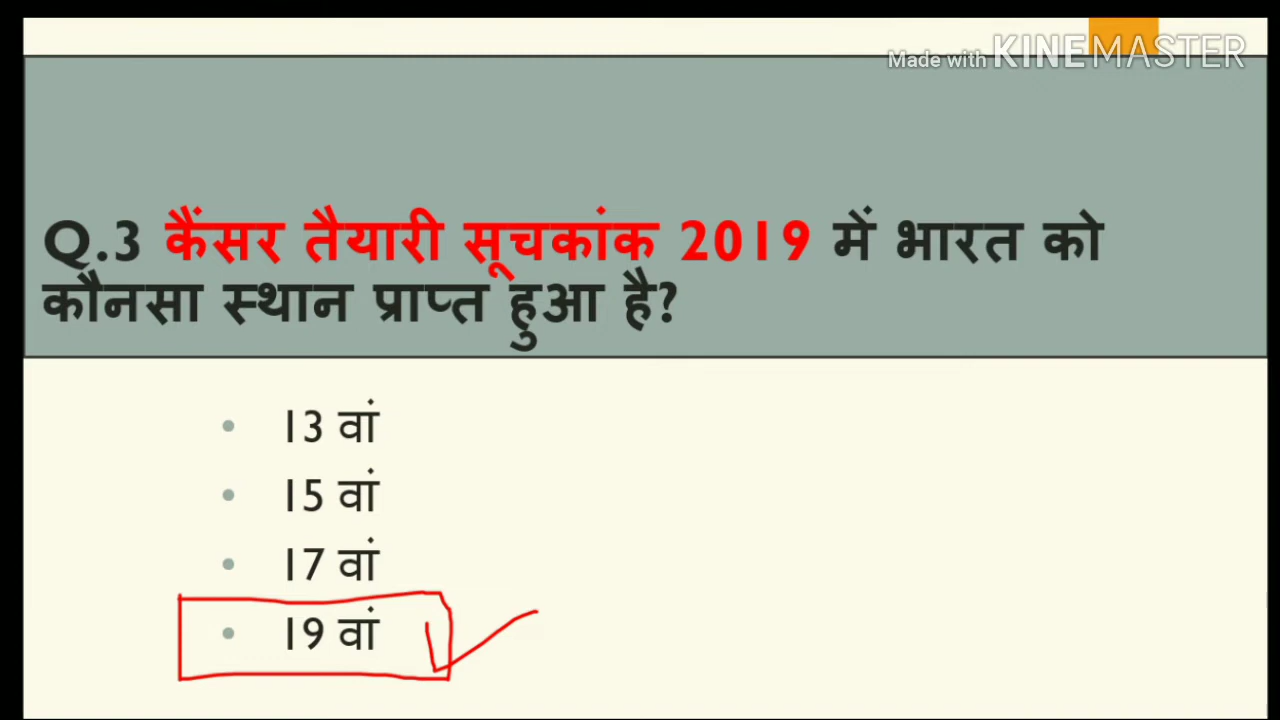 Made with KINEMASTER
Q.3 कैंसर तैयारी सूचकांक 2019 में भारत को
कौनसा स्थान प्राप्त हुआ है?
• 13 वां
• 15 वां
• 17 वां
• 19 वां